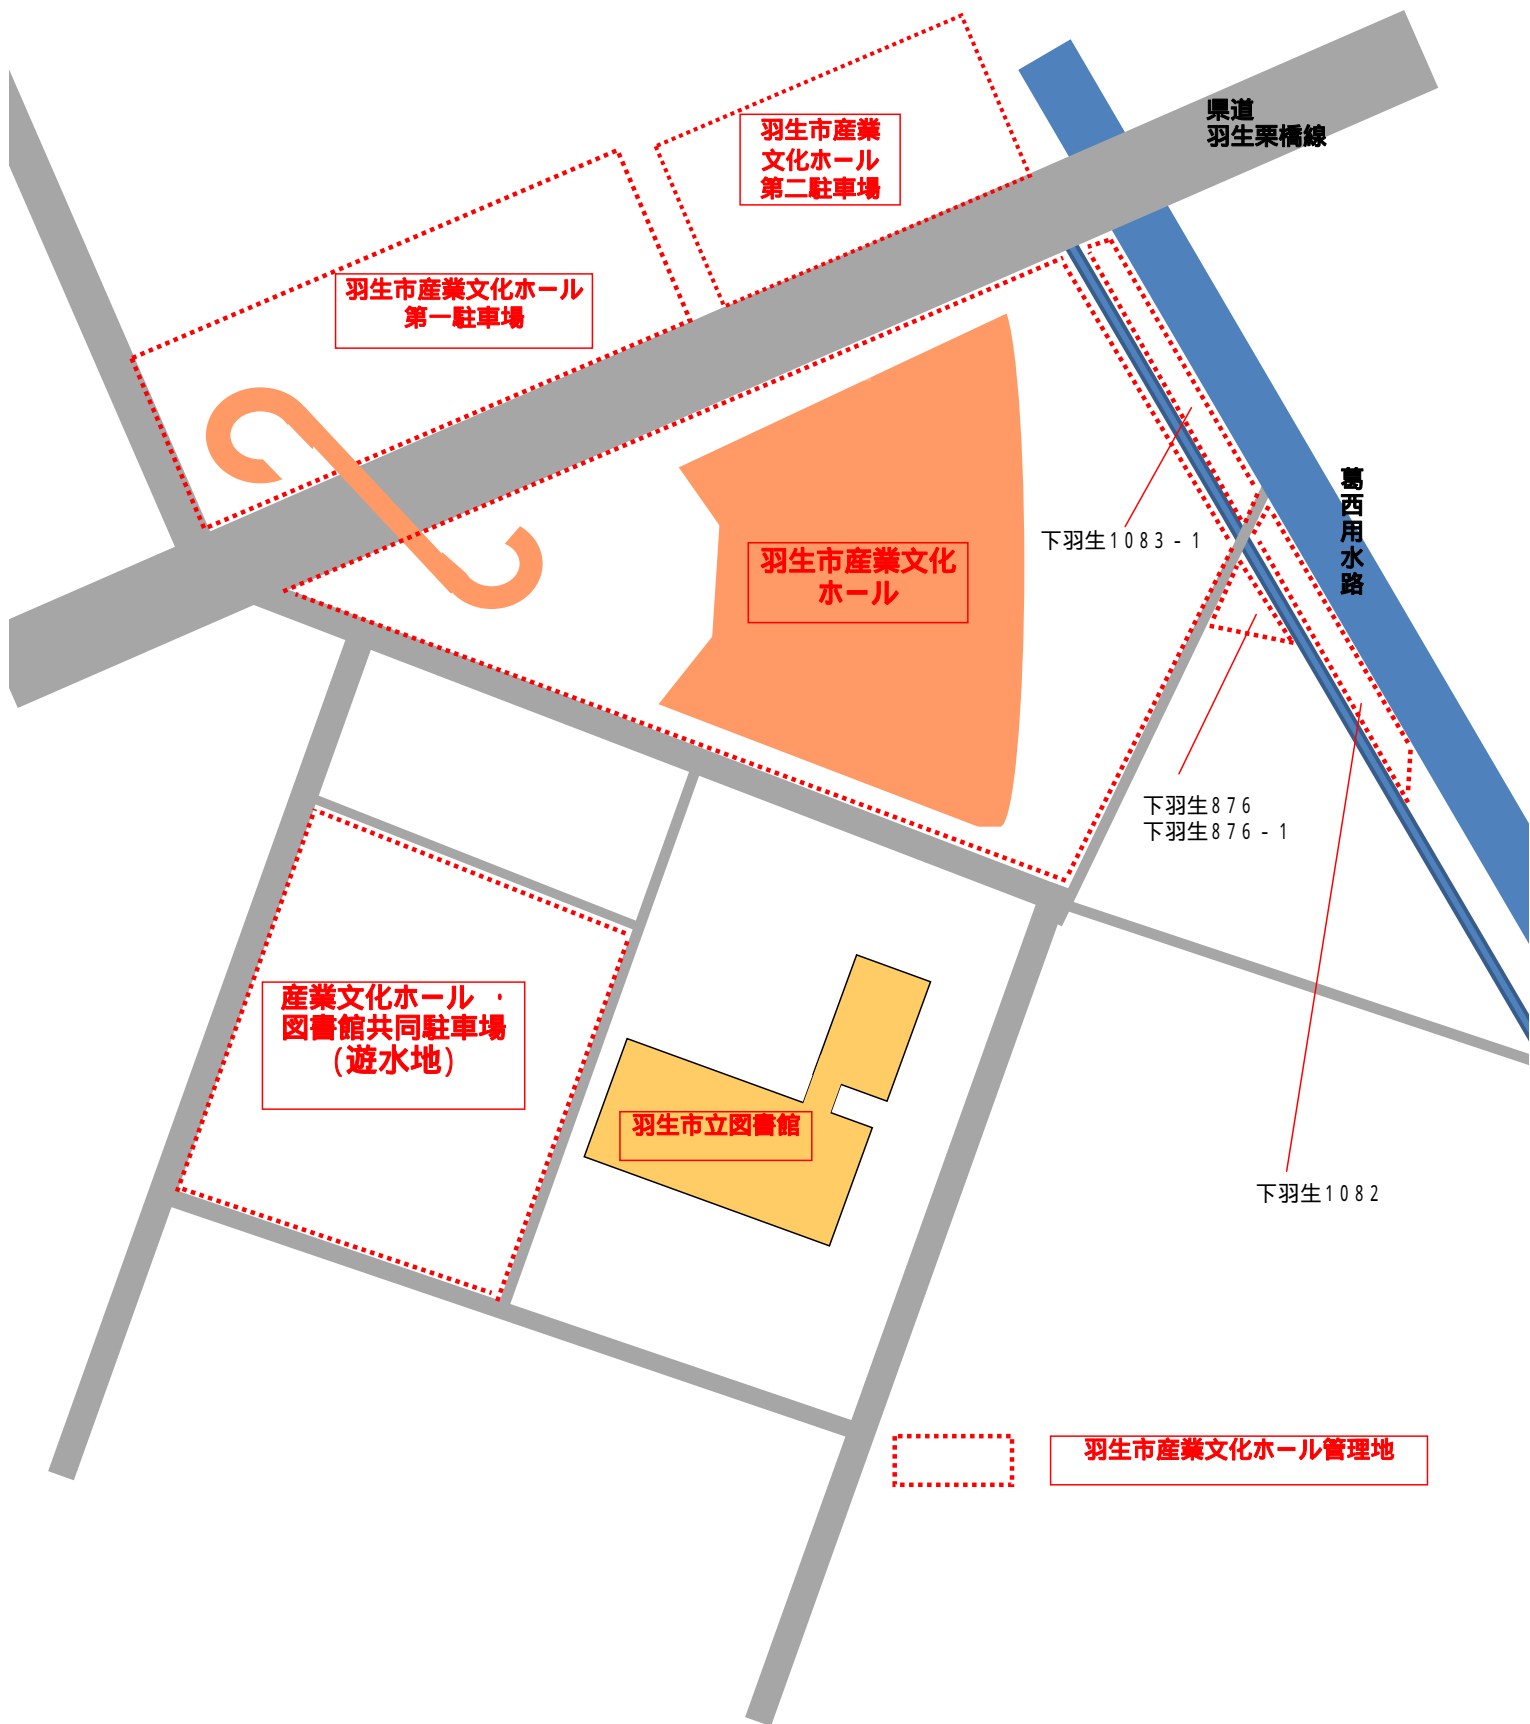 県道
羽生栗橋線
羽生市産業
文化ホール
第二駐車場
羽生市産業文化ホール
第一駐車場
葛西用水路
下羽生1083-1
羽生市産業文化
ホール
下羽生876
下羽生876-1
産業文化ホール ・
図書館共同駐車場
(遊水地)
羽生市立図書館
下羽生1082
羽生市産業文化ホール管理地